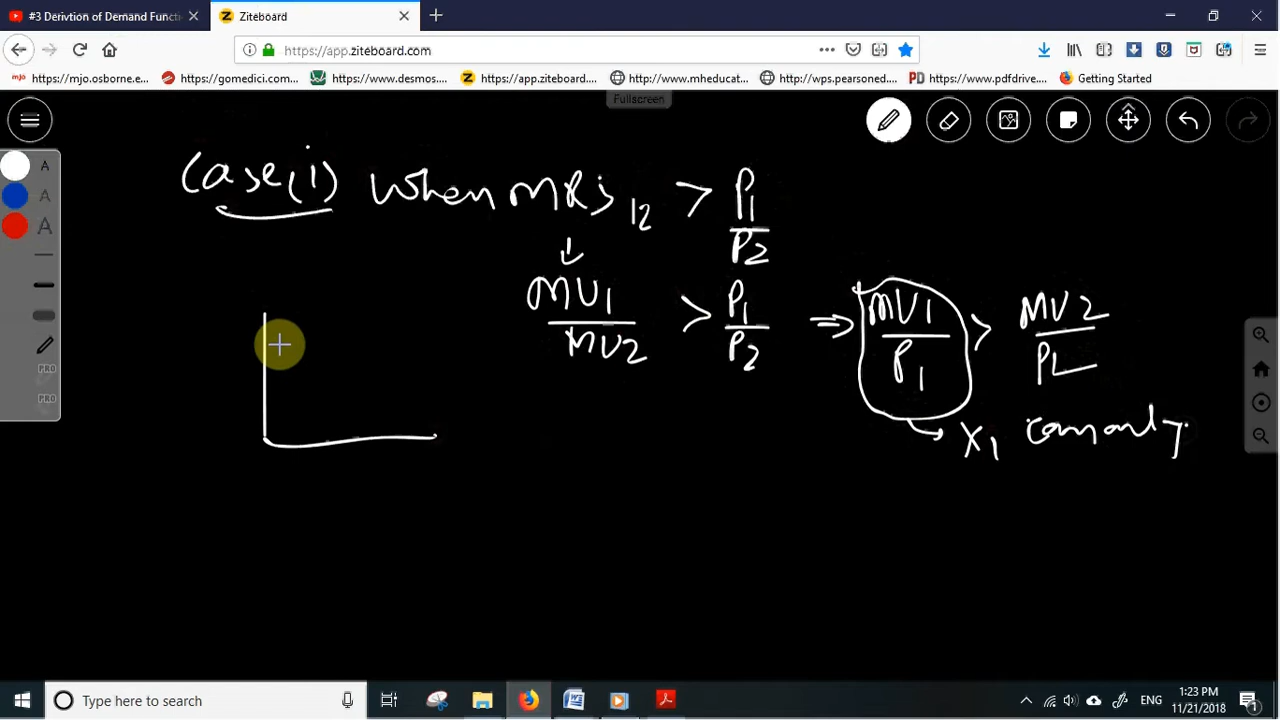 #3 Derivtion of Demand Functi
Ziteboard
https://app.ziteboard.com
https://mjo.osborne.e... https://gomedici.com/... https://www.desmos... https://app.ziteboard.... http://www.mheducat... http://wps.pearsoned.... https://www.pdfdrive.... Getting Started
Fullscreen
A
A
A
PRO
PRO
Case(i) when MRS12 > P1/P2
MU1/MU2 > P1/P2 ⇒ MU1/P1 > MU2/P2
X1
Type here to search
ENG
1:23 PM
11/21/2018
1